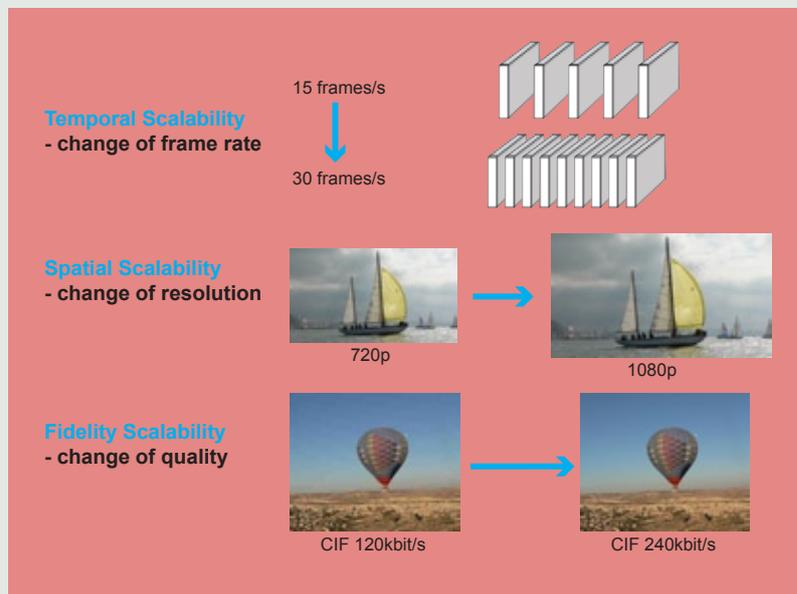 Temporal Scalability
- change of frame rate
15 frames/s
30 frames/s
Spatial Scalability
- change of resolution
720p
1080p
Fidelity Scalability
- change of quality
CIF 120kbit/s
CIF 240kbit/s